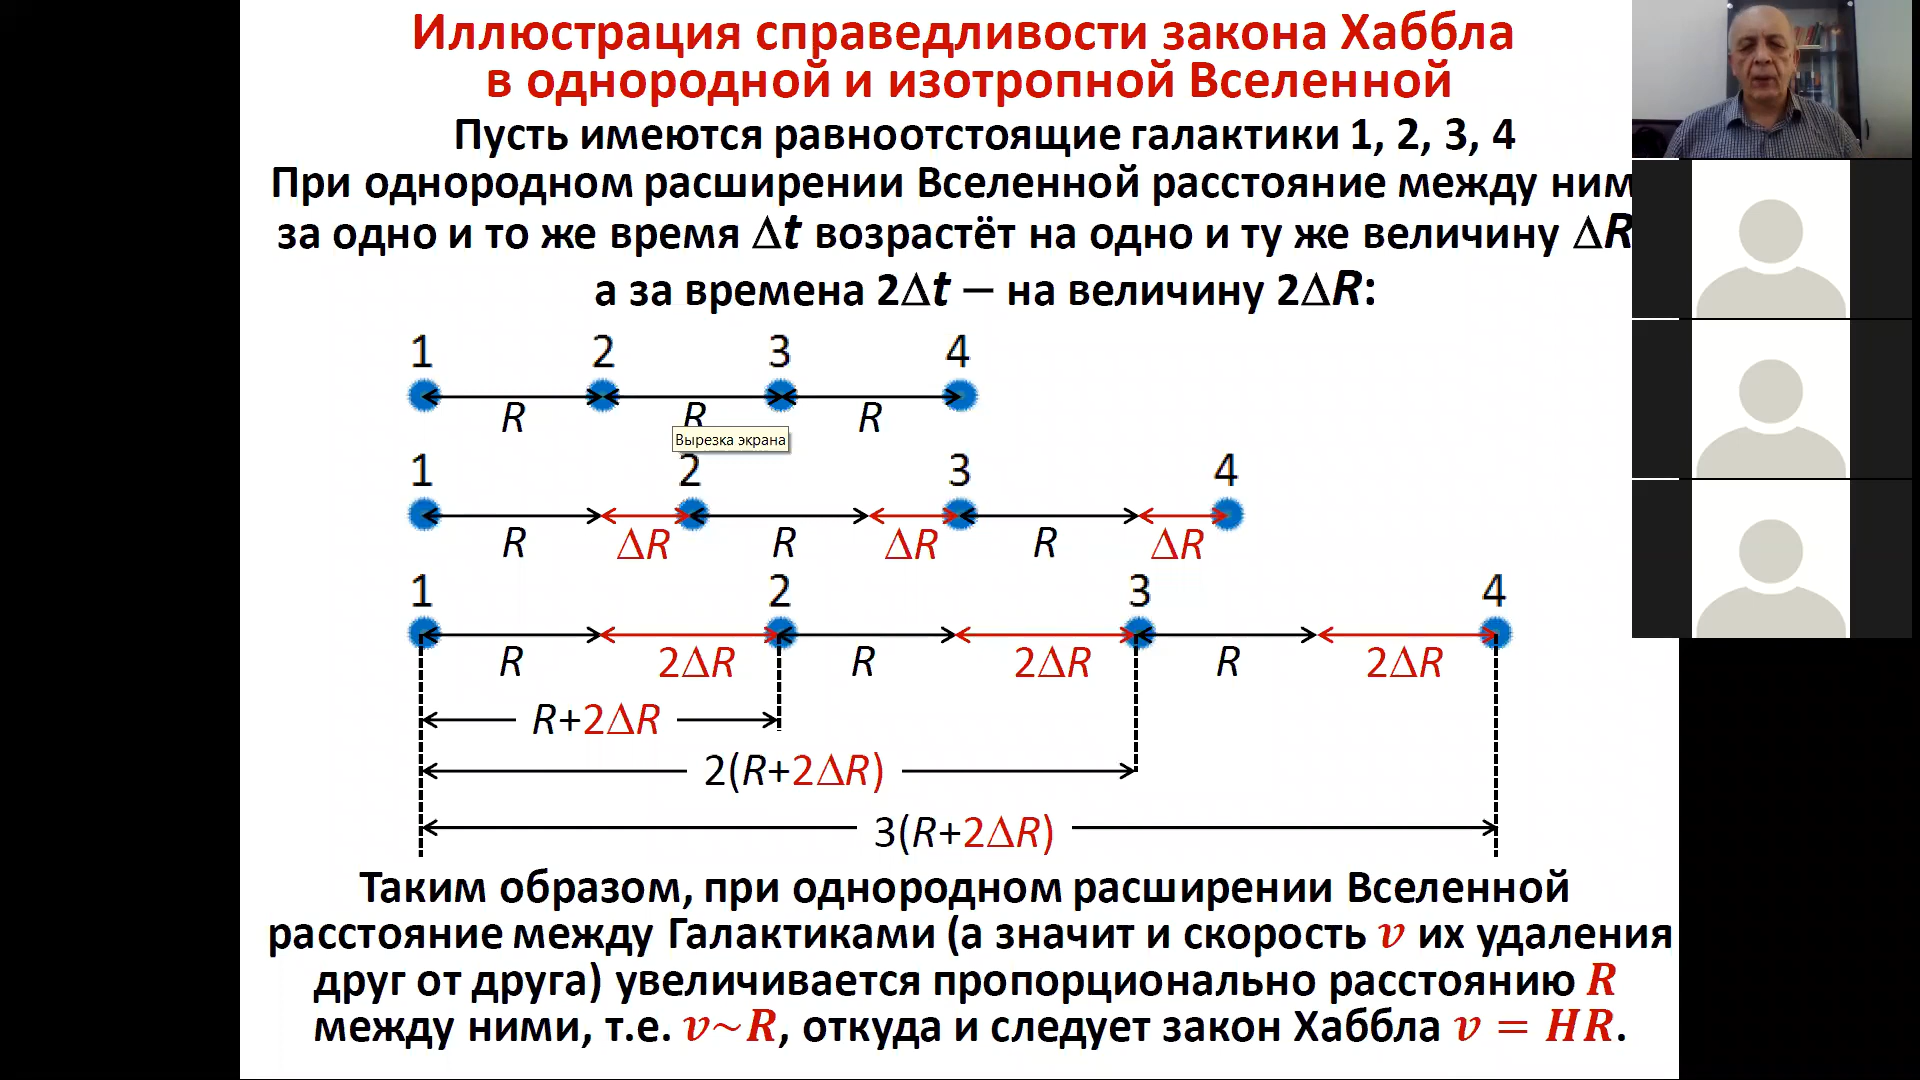 Иллюстрация справедливости закона Хаббла
в однородной и изотропной Вселенной
Пусть имеются равноотстоящие галактики 1, 2, 3, 4
При однородном расширении Вселенной расстояние между ним
за одно и то же время Δt возрастёт на одно и ту же величину ΔR
а за времена 2Δt — на величину 2ΔR:
1 2 3 4
R R R
Вырезка экрана
1 2 3 4
R ΔR R ΔR R ΔR
1 2 3 4
R 2ΔR R 2ΔR R 2ΔR
R+2ΔR
2(R+2ΔR)
3(R+2ΔR)
Таким образом, при однородном расширении Вселенной
расстояние между Галактиками (а значит и скорость v их удаления
друг от друга) увеличивается пропорционально расстоянию R
между ними, т.е. v~R, откуда и следует закон Хаббла v = HR.